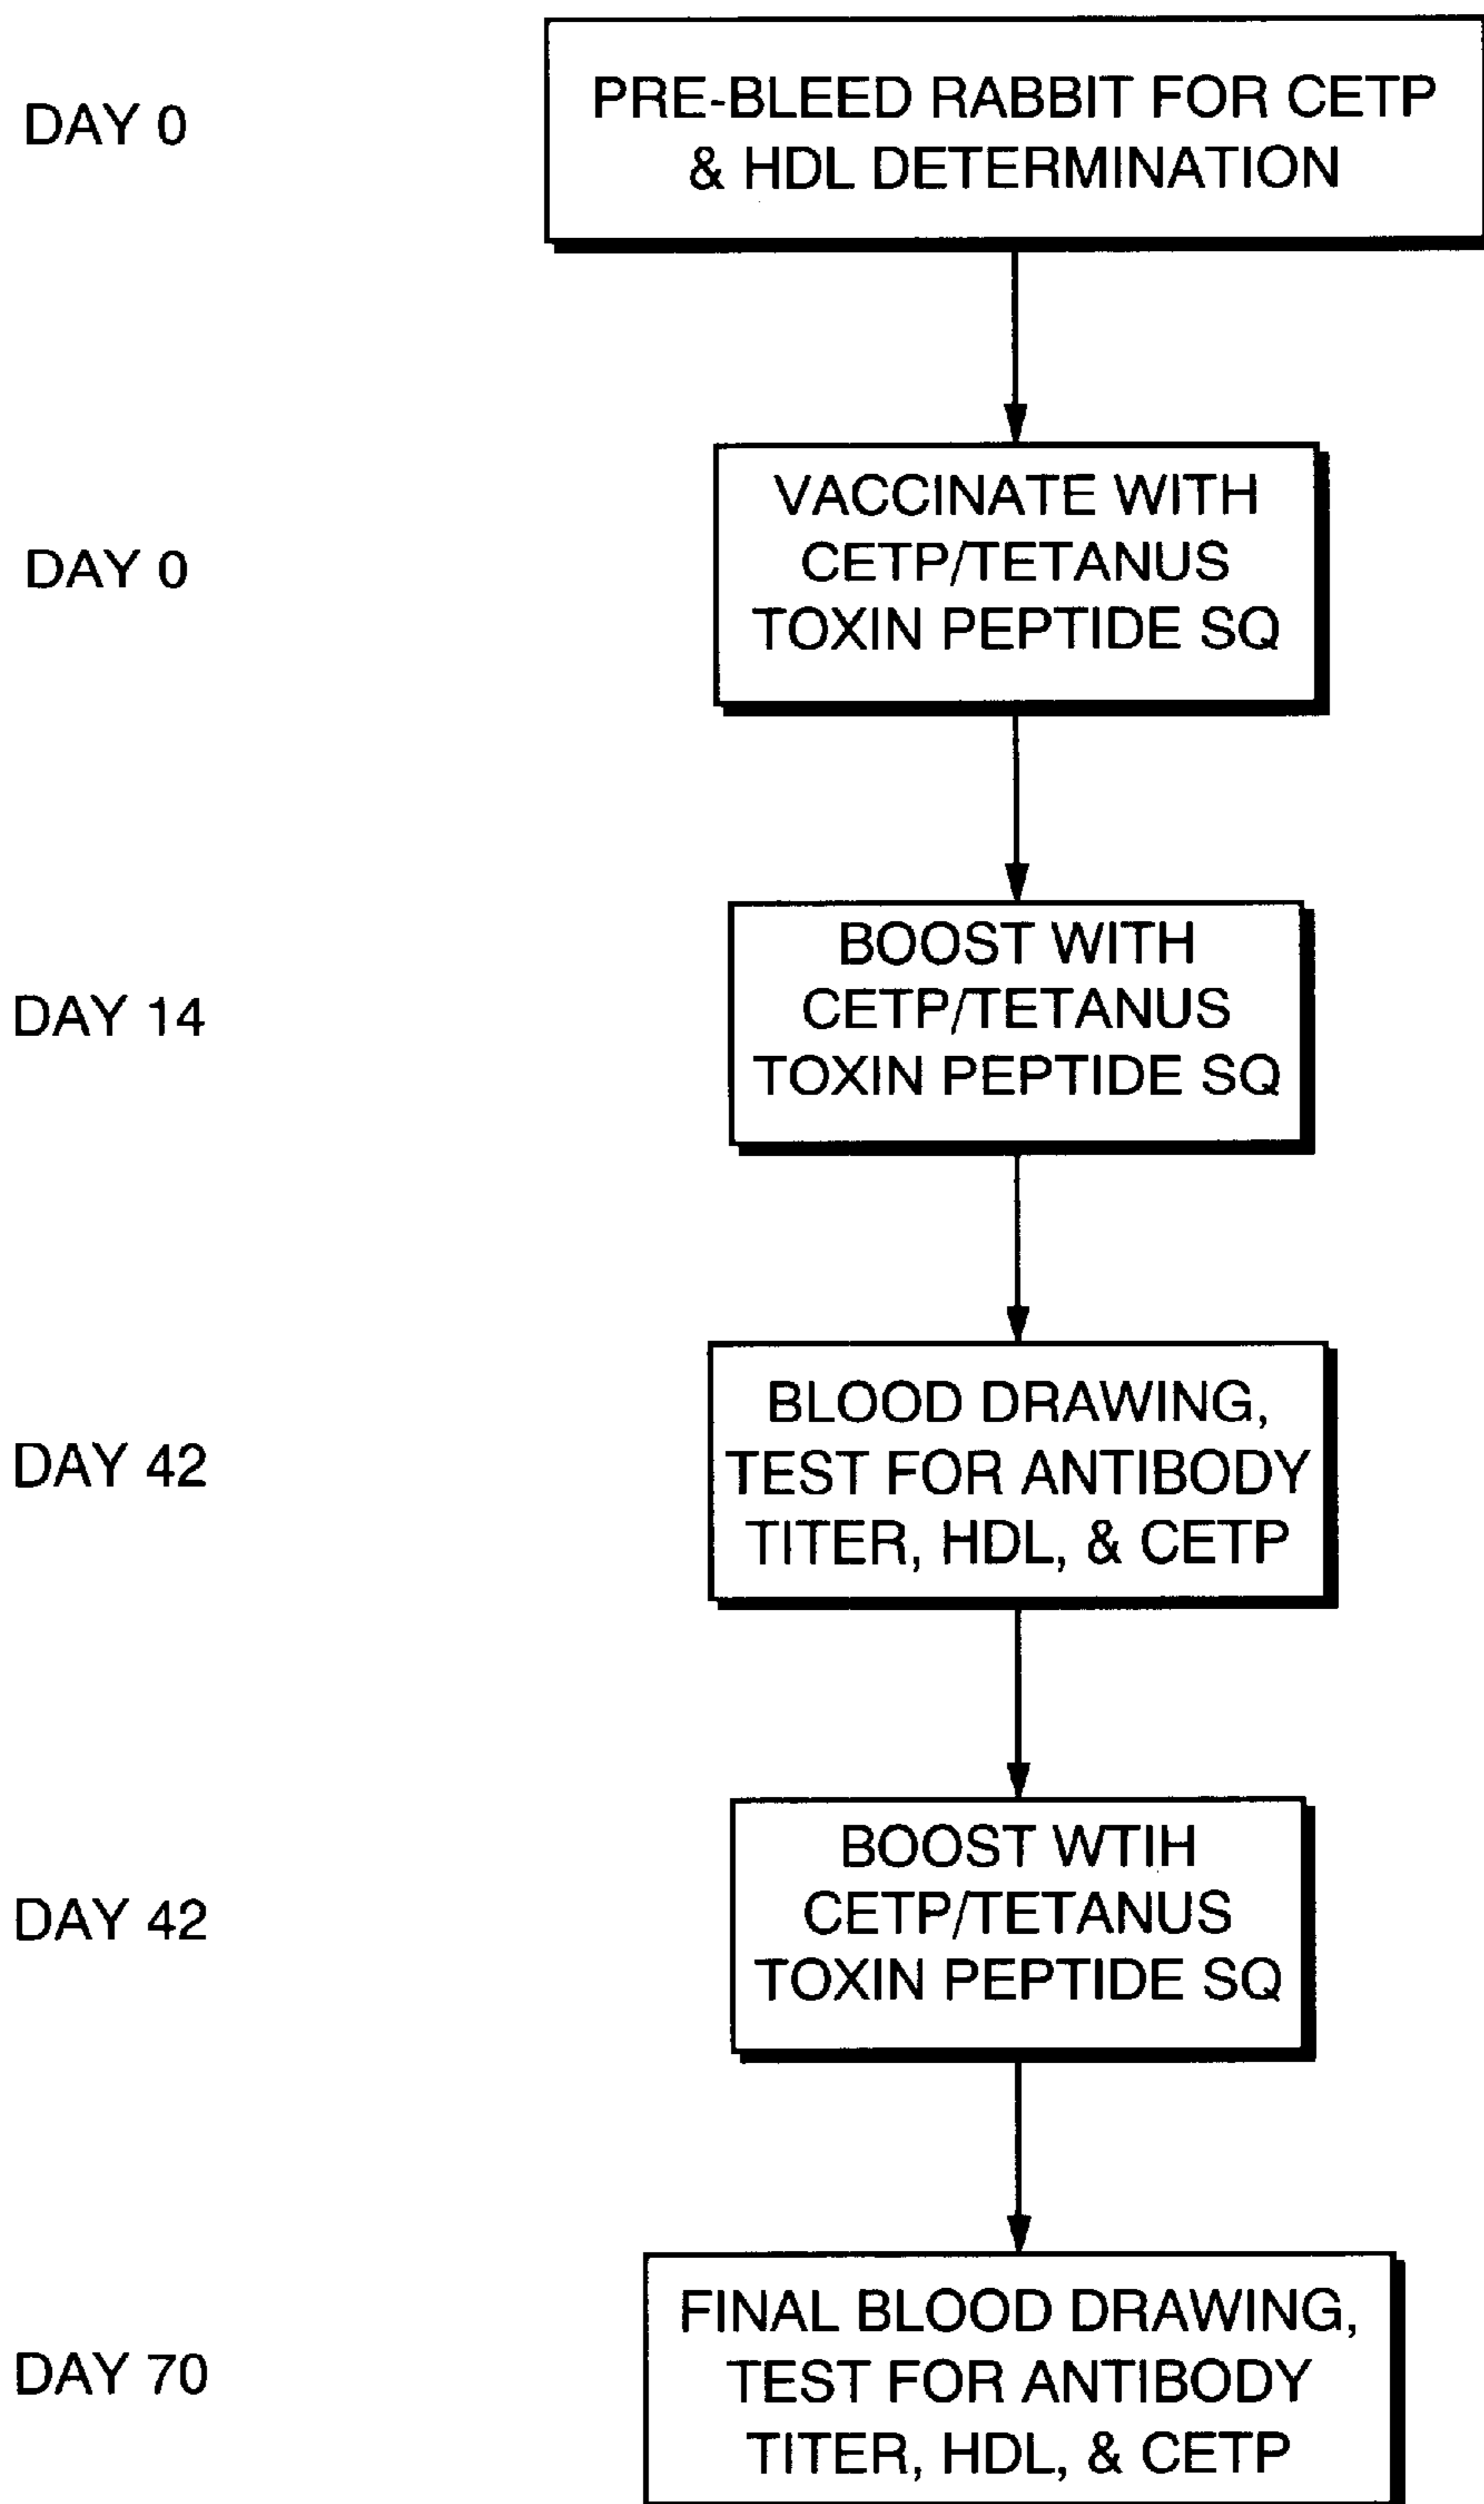 DAY 0
PRE-BLEED RABBIT FOR CETP
& HDL DETERMINATION
DAY 0
VACCINATE WITH
CETP/TETANUS
TOXIN PEPTIDE SQ
DAY 14
BOOST WITH
CETP/TETANUS
TOXIN PEPTIDE SQ
DAY 42
BLOOD DRAWING,
TEST FOR ANTIBODY
TITER, HDL, & CETP
DAY 42
BOOST WTIH
CETP/TETANUS
TOXIN PEPTIDE SQ
DAY 70
FINAL BLOOD DRAWING,
TEST FOR ANTIBODY
TITER, HDL, & CETP